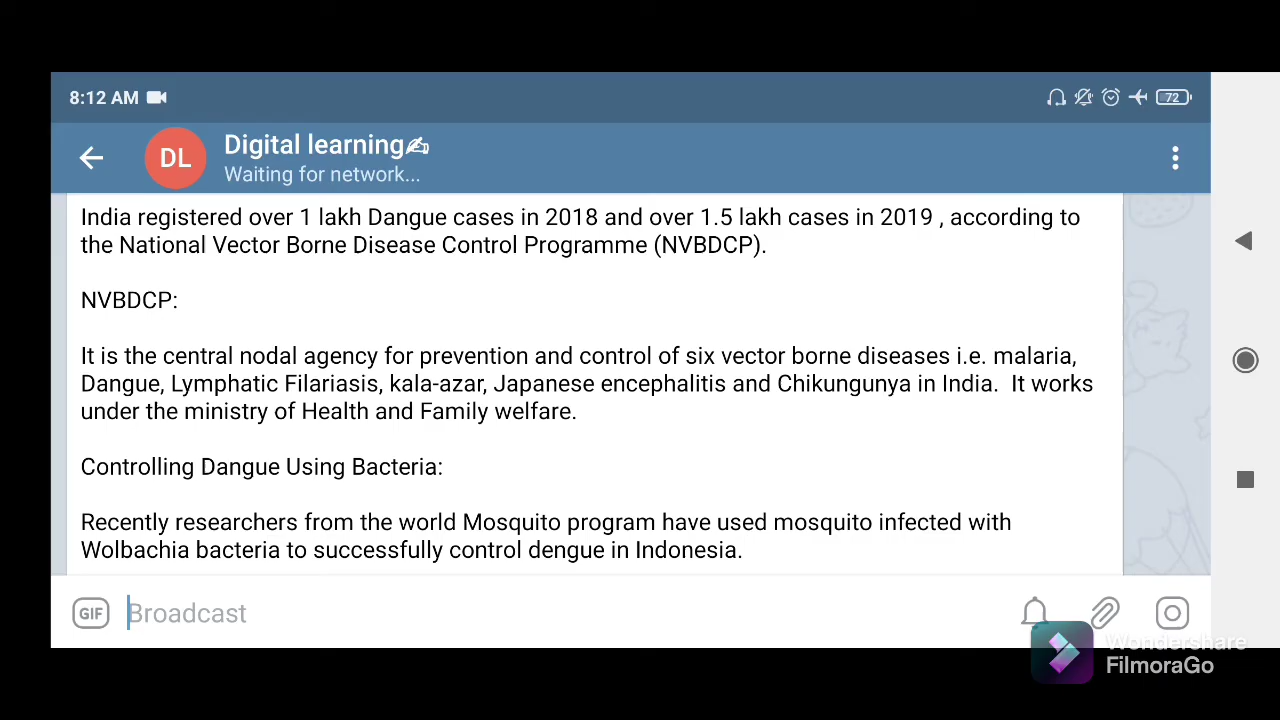 8:12 AM
72
DL
Digital learning✍
Waiting for network...
India registered over 1 lakh Dangue cases in 2018 and over 1.5 lakh cases in 2019 , according to
the National Vector Borne Disease Control Programme (NVBDCP).
NVBDCP:
It is the central nodal agency for prevention and control of six vector borne diseases i.e. malaria,
Dangue, Lymphatic Filariasis, kala-azar, Japanese encephalitis and Chikungunya in India.  It works
under the ministry of Health and Family welfare.
Controlling Dangue Using Bacteria:
Recently researchers from the world Mosquito program have used mosquito infected with
Wolbachia bacteria to successfully control dengue in Indonesia.
GIF
Broadcast
Wondershare
FilmoraGo